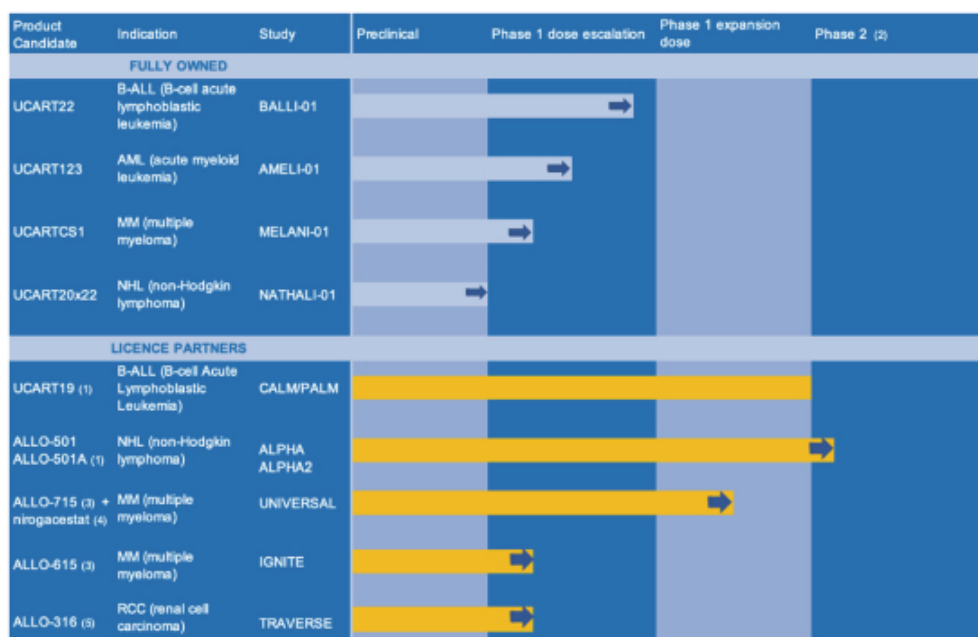 Product Candidate Indication Study Preclinical Phase 1 dose escalation Phase 1 expansion dose Phase 2 (2)
FULLY OWNED
UCART22 B-ALL (B-cell acute lymphoblastic leukemia) BALLI-01
UCART123 AML (acute myeloid leukemia) AMELI-01
UCARTCS1 MM (multiple myeloma) MELANI-01
UCART20x22 NHL (non-Hodgkin lymphoma) NATHALI-01
LICENCE PARTNERS
UCART19 (1) B-ALL (B-cell Acute Lymphoblastic Leukemia) CALM/PALM
ALLO-501 ALLO-501A (1) NHL (non-Hodgkin lymphoma) ALPHA ALPHA2
ALLO-715 (3) + nirogacestat (4) MM (multiple myeloma) UNIVERSAL
ALLO-615 (3) MM (multiple myeloma) IGNITE
ALLO-316 (5) RCC (renal cell carcinoma) TRAVERSE